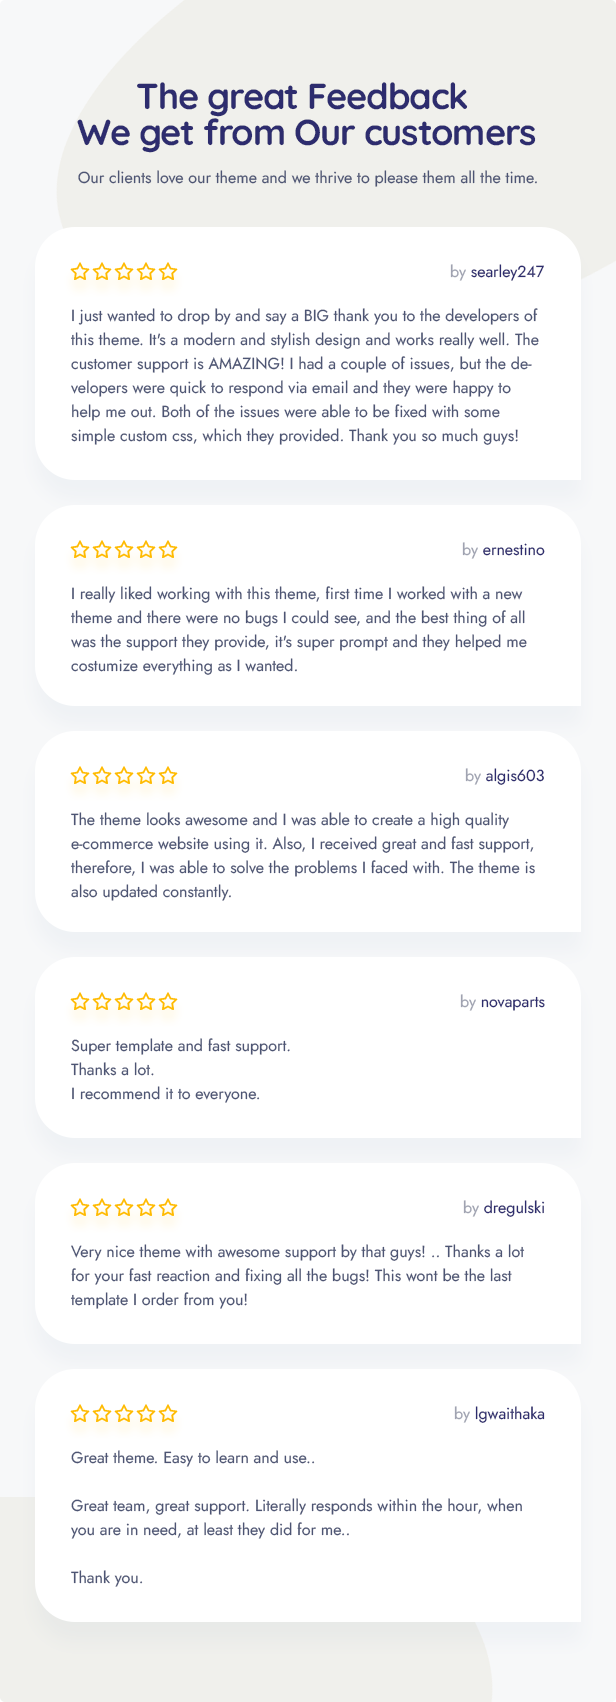 The great Feedback
We get from Our customers
Our clients love our theme and we thrive to please them all the time.
by searley247
I just wanted to drop by and say a BIG thank you to the developers of
this theme. It's a modern and stylish design and works really well. The
customer support is AMAZING! I had a couple of issues, but the de-
velopers were quick to respond via email and they were happy to
help me out. Both of the issues were able to be fixed with some
simple custom css, which they provided. Thank you so much guys!
by ernestino
I really liked working with this theme, first time I worked with a new
theme and there were no bugs I could see, and the best thing of all
was the support they provide, it's super prompt and they helped me
costumize everything as I wanted.
by algis603
The theme looks awesome and I was able to create a high quality
e-commerce website using it. Also, I received great and fast support,
therefore, I was able to solve the problems I faced with. The theme is
also updated constantly.
by novaparts
Super template and fast support.
Thanks a lot.
I recommend it to everyone.
by dregulski
Very nice theme with awesome support by that guys! .. Thanks a lot
for your fast reaction and fixing all the bugs! This wont be the last
template I order from you!
by lgwaithaka
Great theme. Easy to learn and use..
Great team, great support. Literally responds within the hour, when
you are in need, at least they did for me..
Thank you.